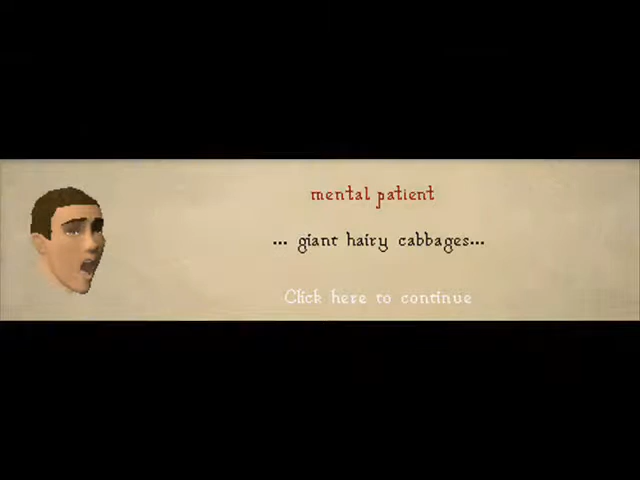 mental patient
... giant hairy cabbages...
Click here to continue